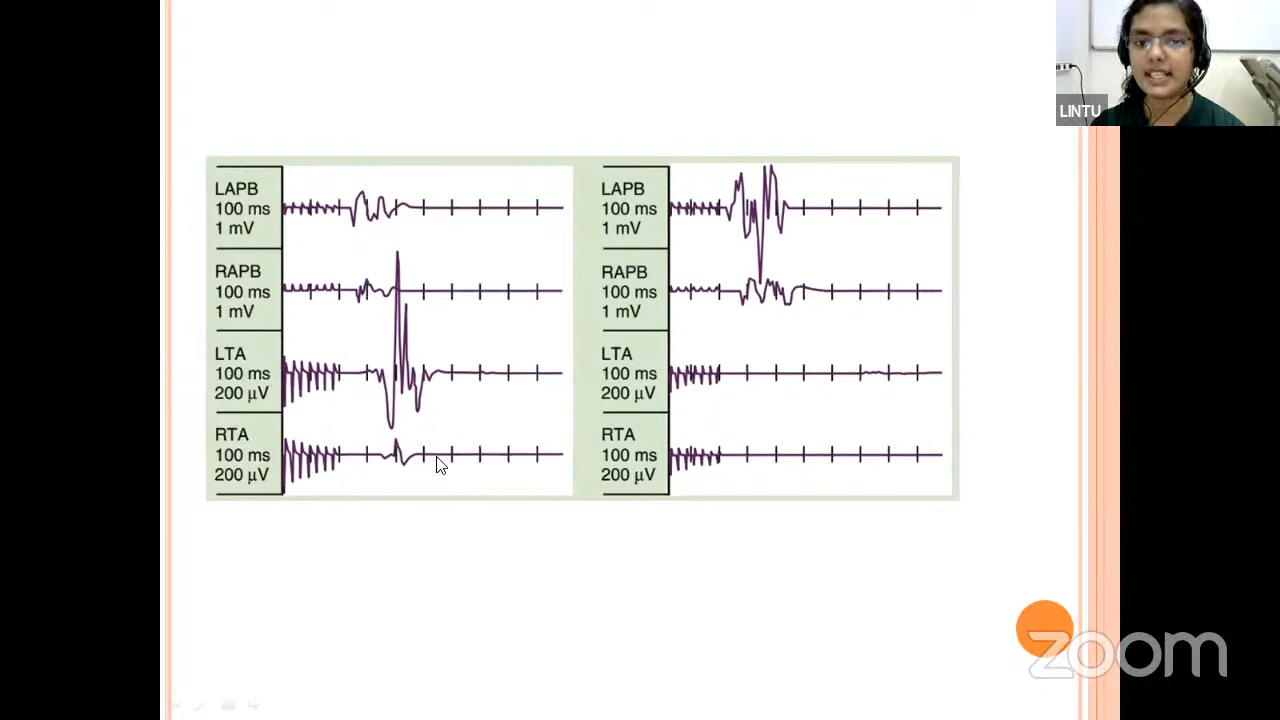 LINTU
LAPB
100 ms
1 mV
RAPB
100 ms
1 mV
LTA
100 ms
200 µV
RTA
100 ms
200 µV
LAPB
100 ms
1 mV
RAPB
100 ms
1 mV
LTA
100 ms
200 µV
RTA
100 ms
200 µV
zoom